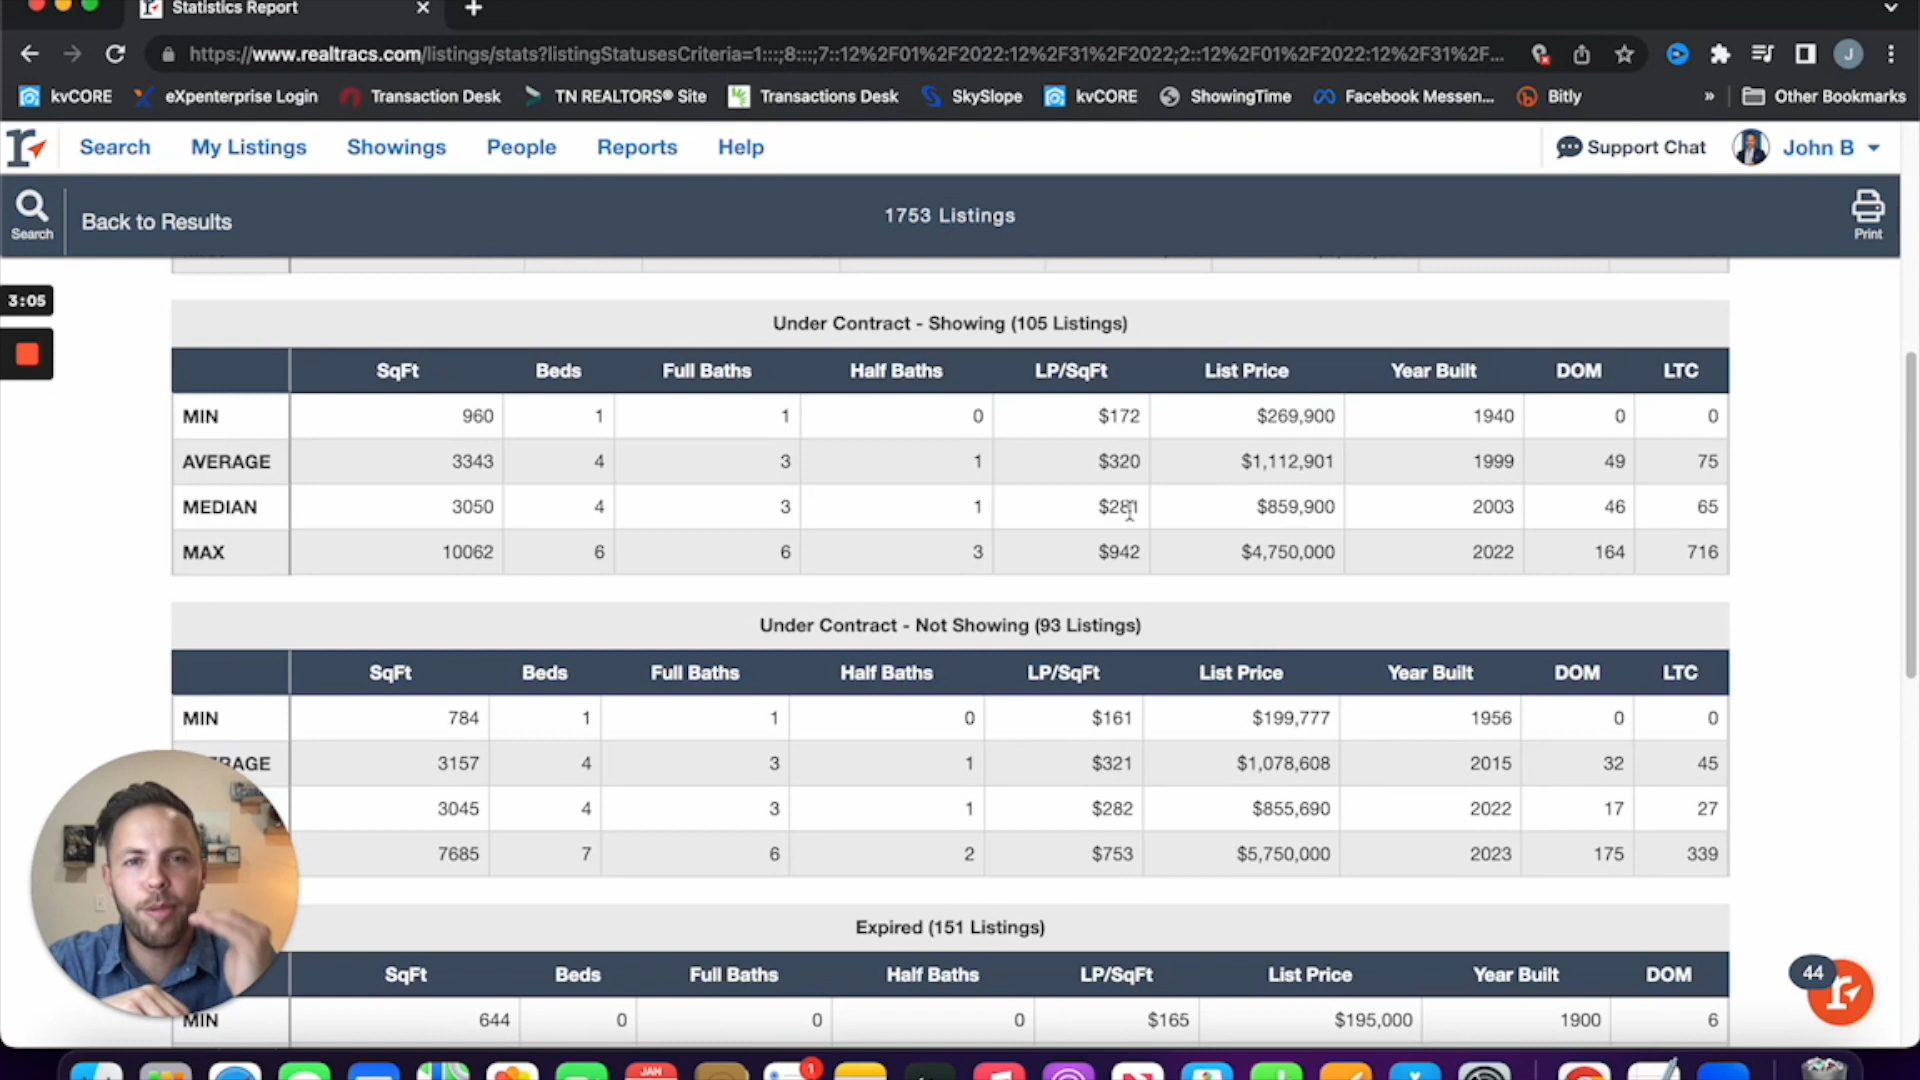 Statistics Report
https://www.realtracs.com/listings/stats?listingStatusesCriteria=1::::;8::::;7::12%2F01%2F2022:12%2F31%2F2022;2::12%2F01%2F2022:12%2F31%2F...
kvCORE eXpenterprise Login Transaction Desk TN REALTORS® Site Transactions Desk SkySlope kvCORE ShowingTime Facebook Messen... Bitly » Other Bookmarks
Search My Listings Showings People Reports Help Support Chat John B
Search Back to Results 1753 Listings Print
3:05
Under Contract - Showing (105 Listings)
SqFt Beds Full Baths Half Baths LP/SqFt List Price Year Built DOM LTC
MIN 960 1 1 0 $172 $269,900 1940 0 0
AVERAGE 3343 4 3 1 $320 $1,112,901 1999 49 75
MEDIAN 3050 4 3 1 $281 $859,900 2003 46 65
MAX 10062 6 6 3 $942 $4,750,000 2022 164 716
Under Contract - Not Showing (93 Listings)
SqFt Beds Full Baths Half Baths LP/SqFt List Price Year Built DOM LTC
MIN 784 1 1 0 $161 $199,777 1956 0 0
RAGE 3157 4 3 1 $321 $1,078,608 2015 32 45
3045 4 3 1 $282 $855,690 2022 17 27
7685 7 6 2 $753 $5,750,000 2023 175 339
Expired (151 Listings)
SqFt Beds Full Baths Half Baths LP/SqFt List Price Year Built DOM
MIN 644 0 0 0 $165 $195,000 1900 6
44
JAN
1